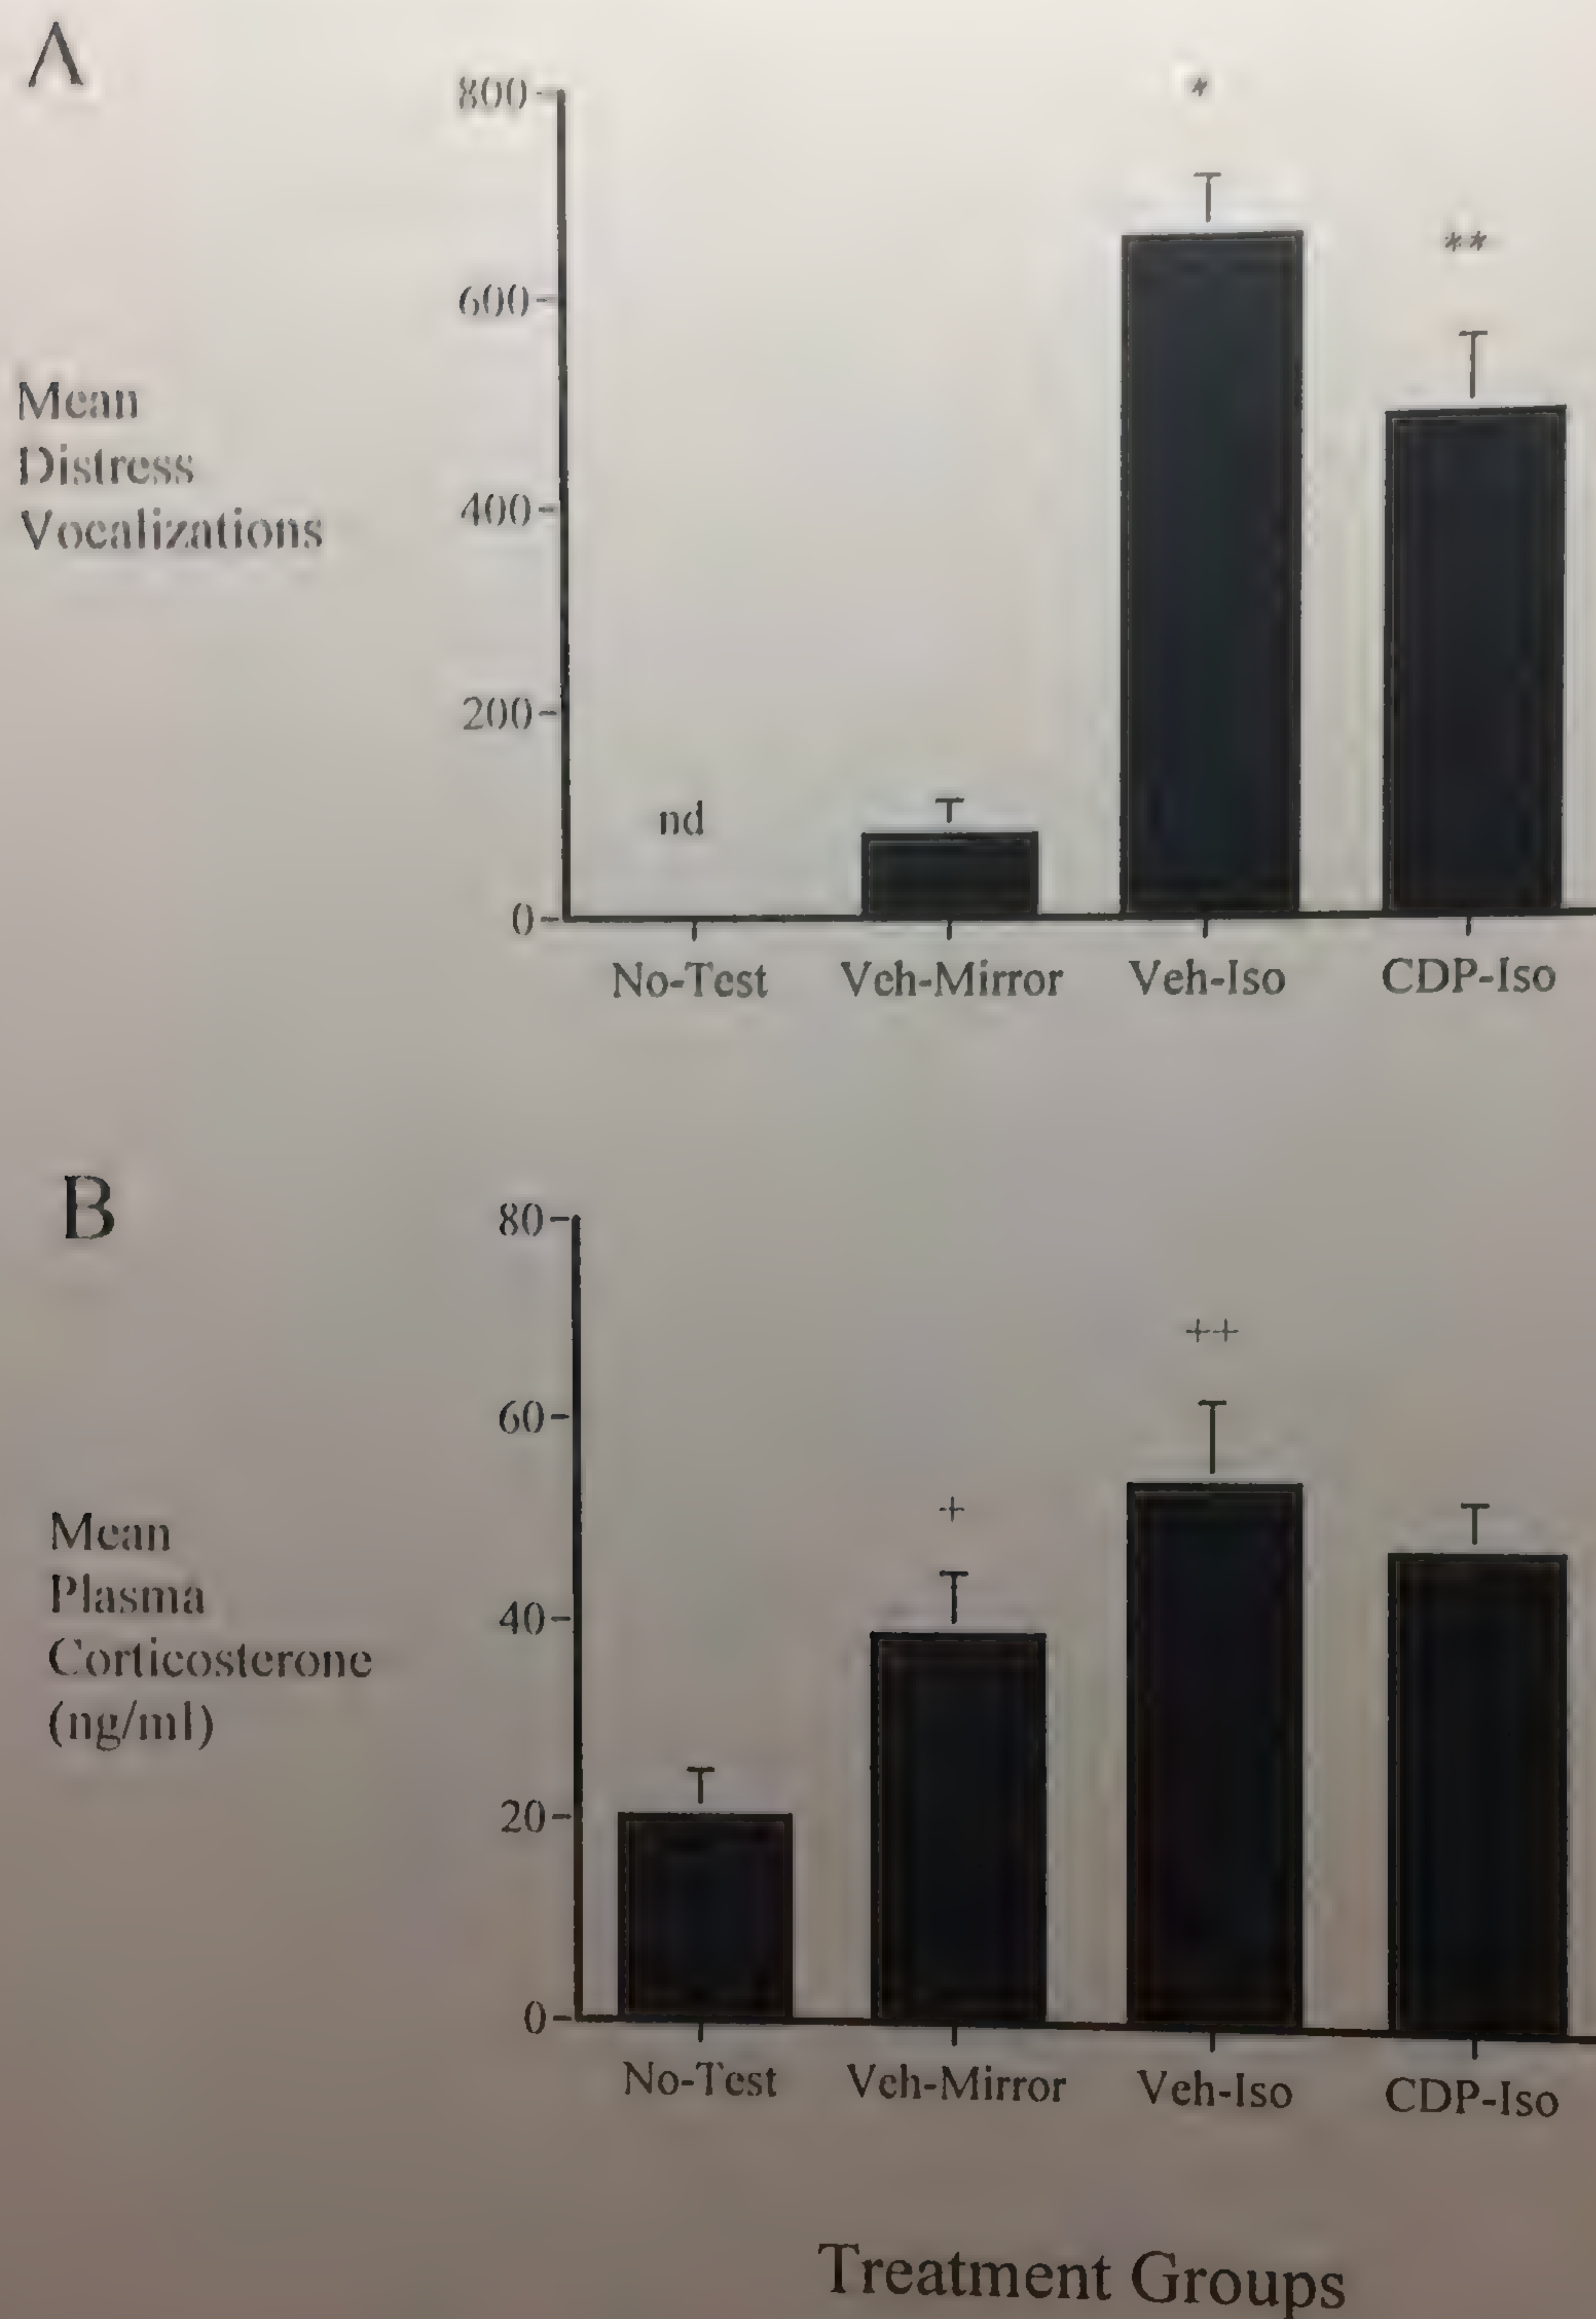 A
800
*
**
600
Mean
Distress
Vocalizations
400
200
nd
0
No-Test Veh-Mirror Veh-Iso CDP-Iso
B
80
++
60
+
Mean
Plasma
Corticosterone
(ng/ml)
40
20
0
No-Test Veh-Mirror Veh-Iso CDP-Iso
Treatment Groups